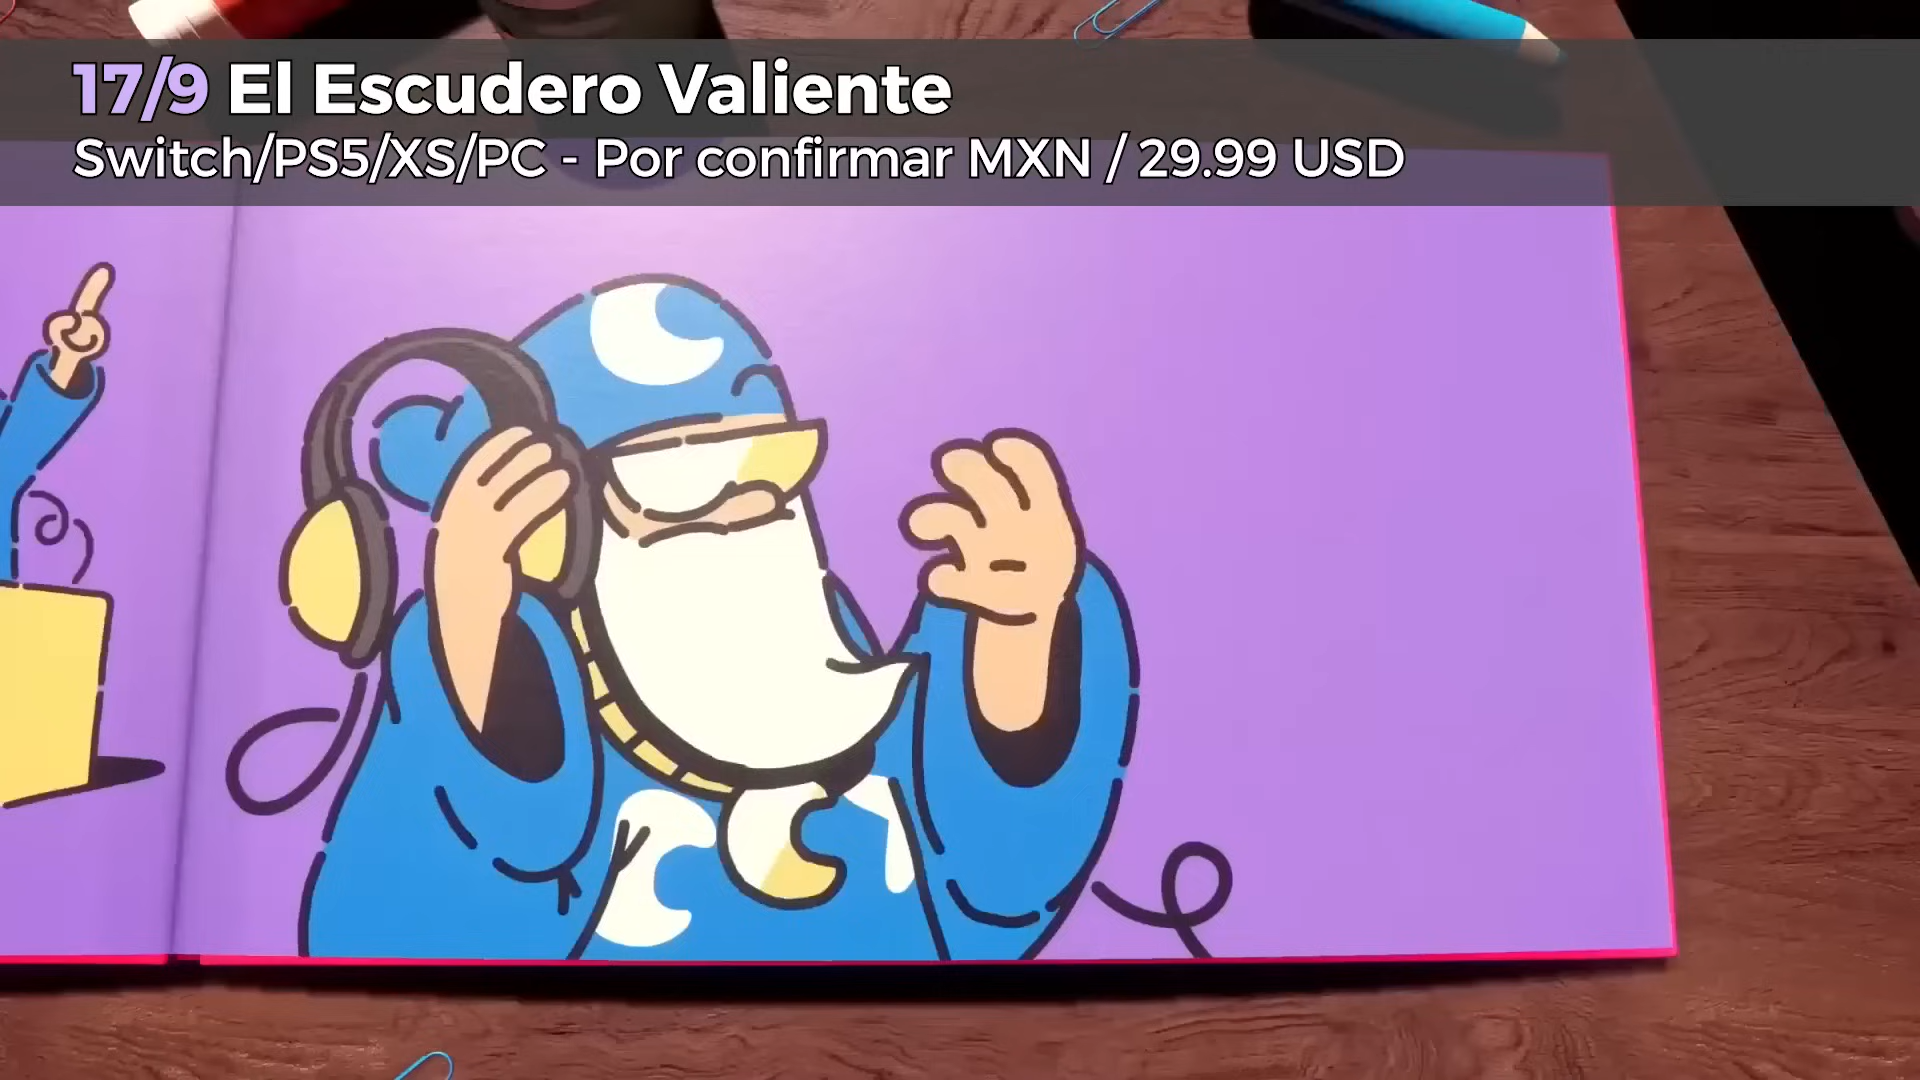 17/9 El Escudero Valiente
Switch/PS5/XS/PC - Por confirmar MXN / 29.99 USD